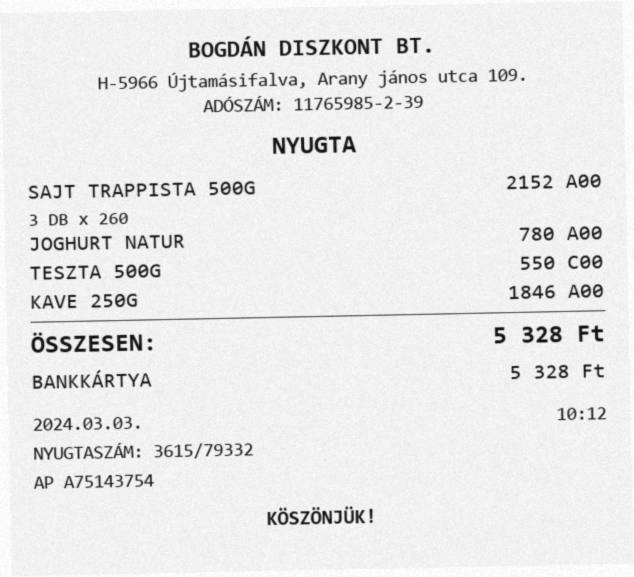 BOGDÁN DISZKONT BT.
H-5966 Újtamásifalva, Arany jános utca 109.
ADÓSZÁM: 11765985-2-39
NYUGTA
SAJT TRAPPISTA 500G 2152 A00
3 DB x 260
JOGHURT NATUR 780 A00
TESZTA 500G 550 C00
KAVE 250G 1846 A00
ÖSSZESEN: 5 328 Ft
BANKKÁRTYA 5 328 Ft
2024.03.03. 10:12
NYUGTASZÁM: 3615/79332
AP A75143754
KÖSZÖNJÜK!